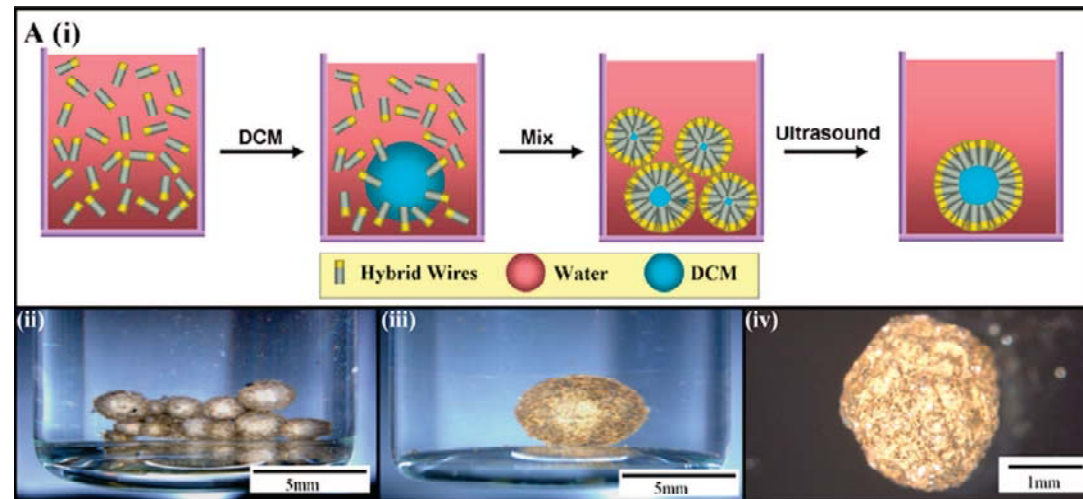 A (i)
DCM
Mix
Ultrasound
Hybrid Wires
Water
DCM
(ii)
(iii)
(iv)
5mm
5mm
1mm